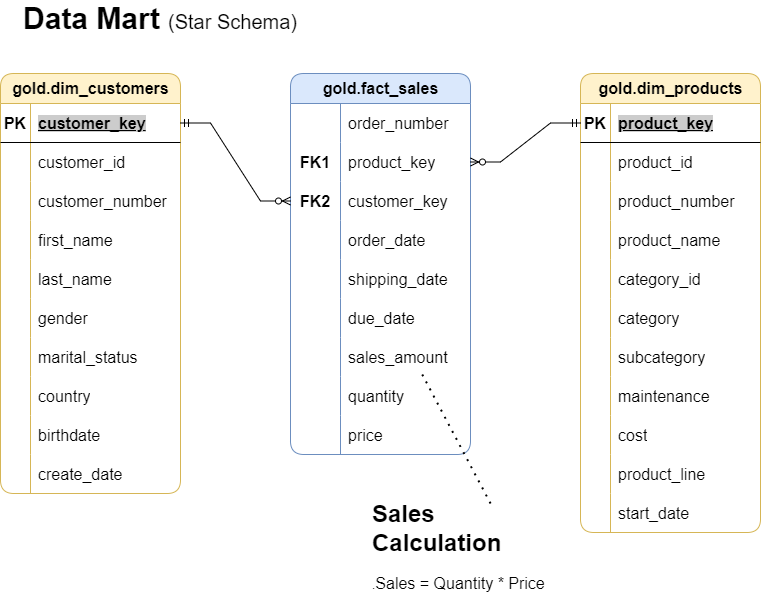 Data Mart (Star Schema)
gold.dim_customers
PK customer_key
customer_id
customer_number
first_name
last_name
gender
marital_status
country
birthdate
create_date
gold.fact_sales
order_number
FK1 product_key
FK2 customer_key
order_date
shipping_date
due_date
sales_amount
quantity
price
gold.dim_products
PK product_key
product_id
product_number
product_name
category_id
category
subcategory
maintenance
cost
product_line
start_date
Sales
Calculation
.Sales = Quantity * Price